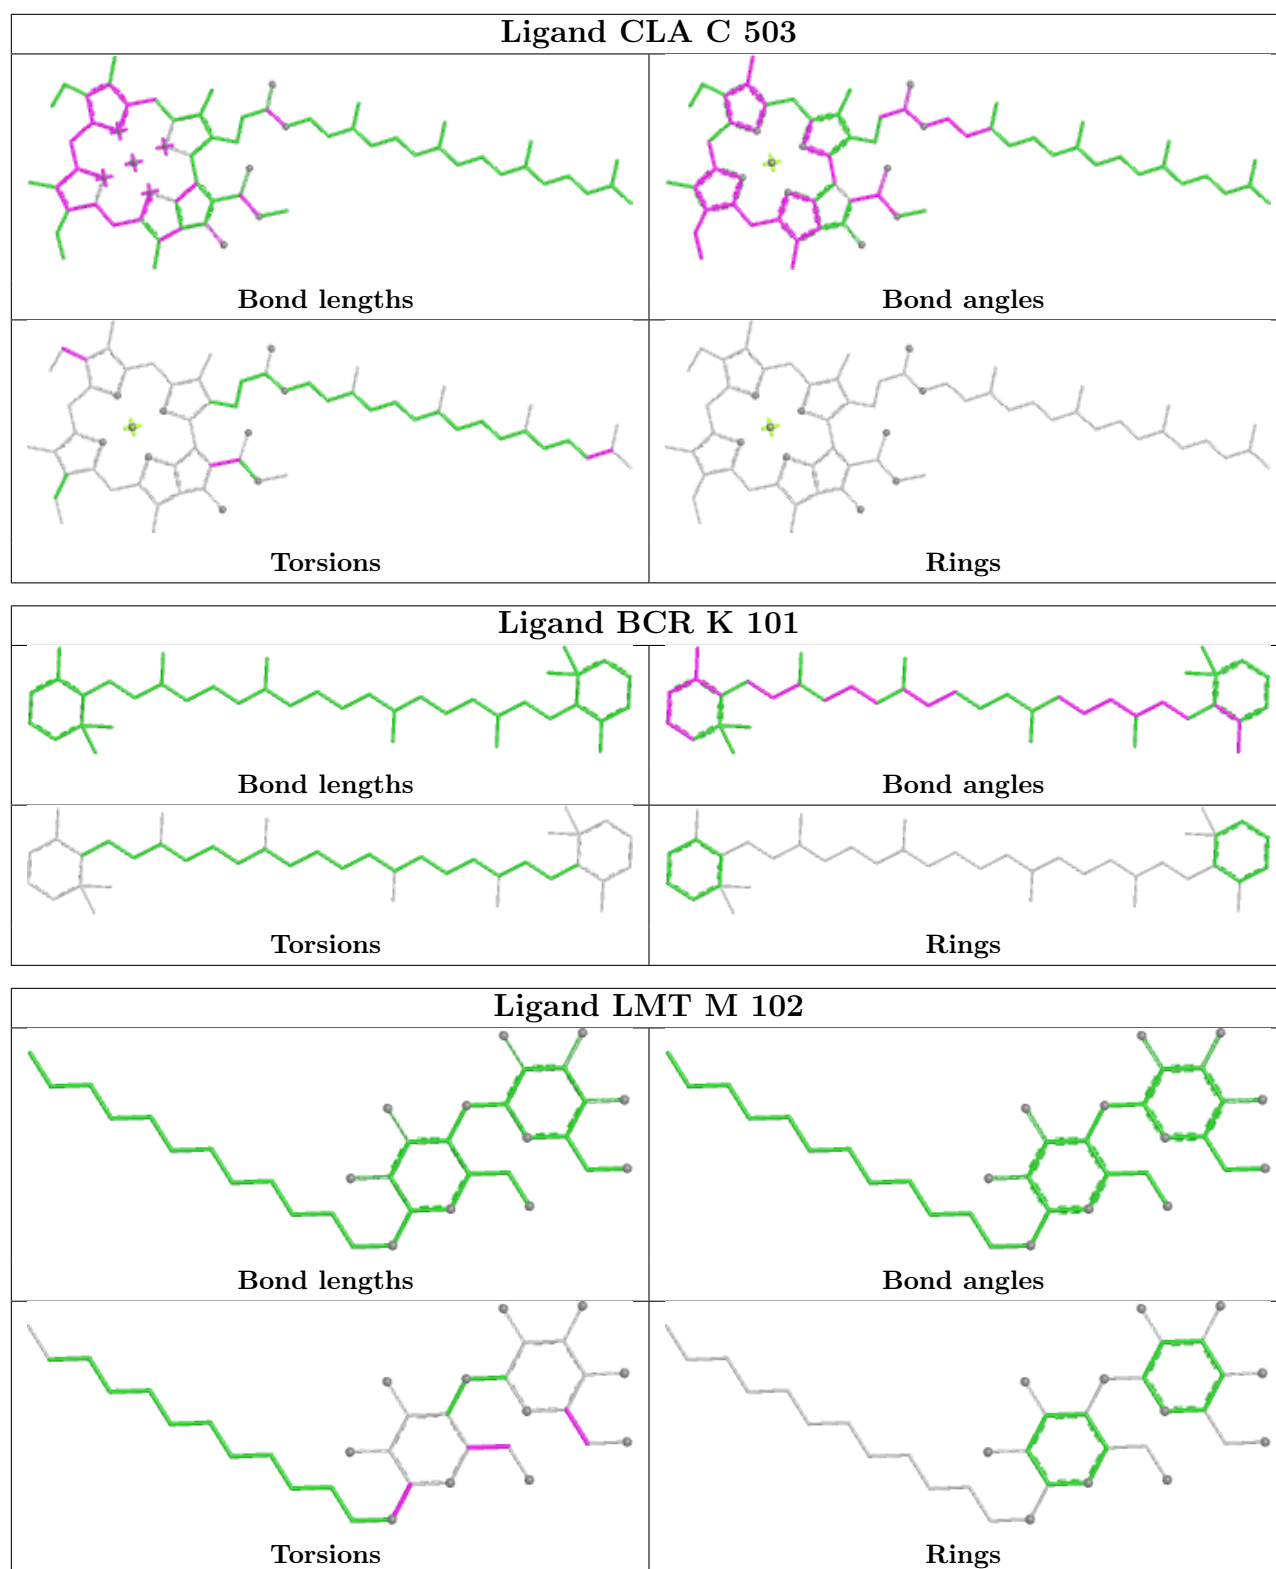 Ligand CLA C 503
Bond lengths
Bond angles
Torsions
Rings
Ligand BCR K 101
Bond lengths
Bond angles
Torsions
Rings
Ligand LMT M 102
Bond lengths
Bond angles
Torsions
Rings